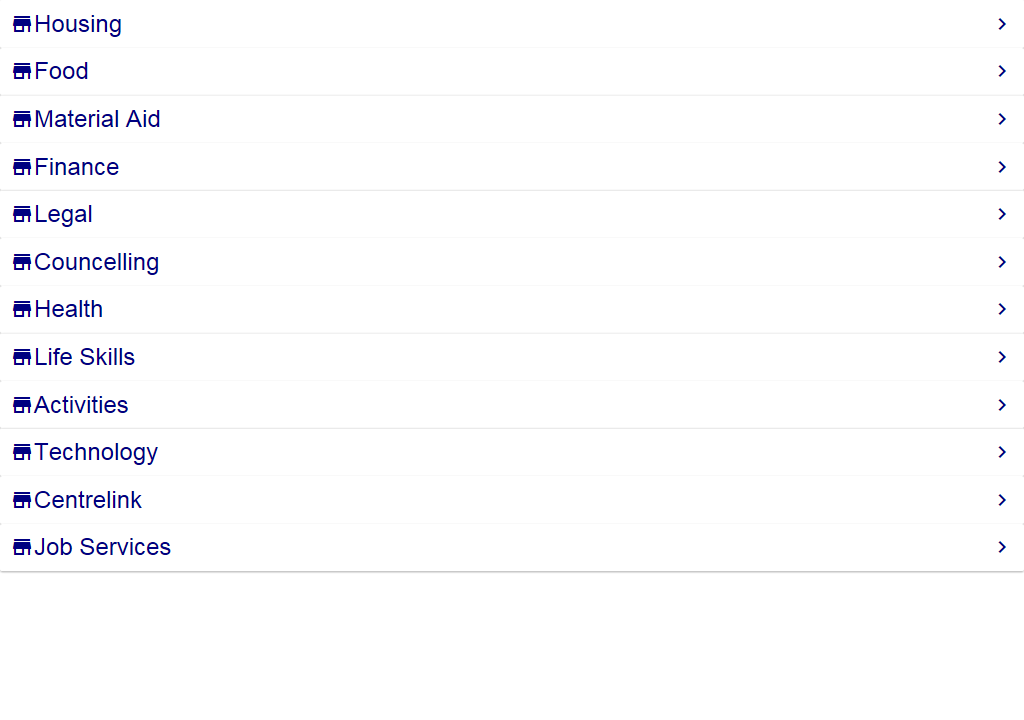 Housing
Food
Material Aid
Finance
Legal
Councelling
Health
Life Skills
Activities
Technology
Centrelink
Job Services